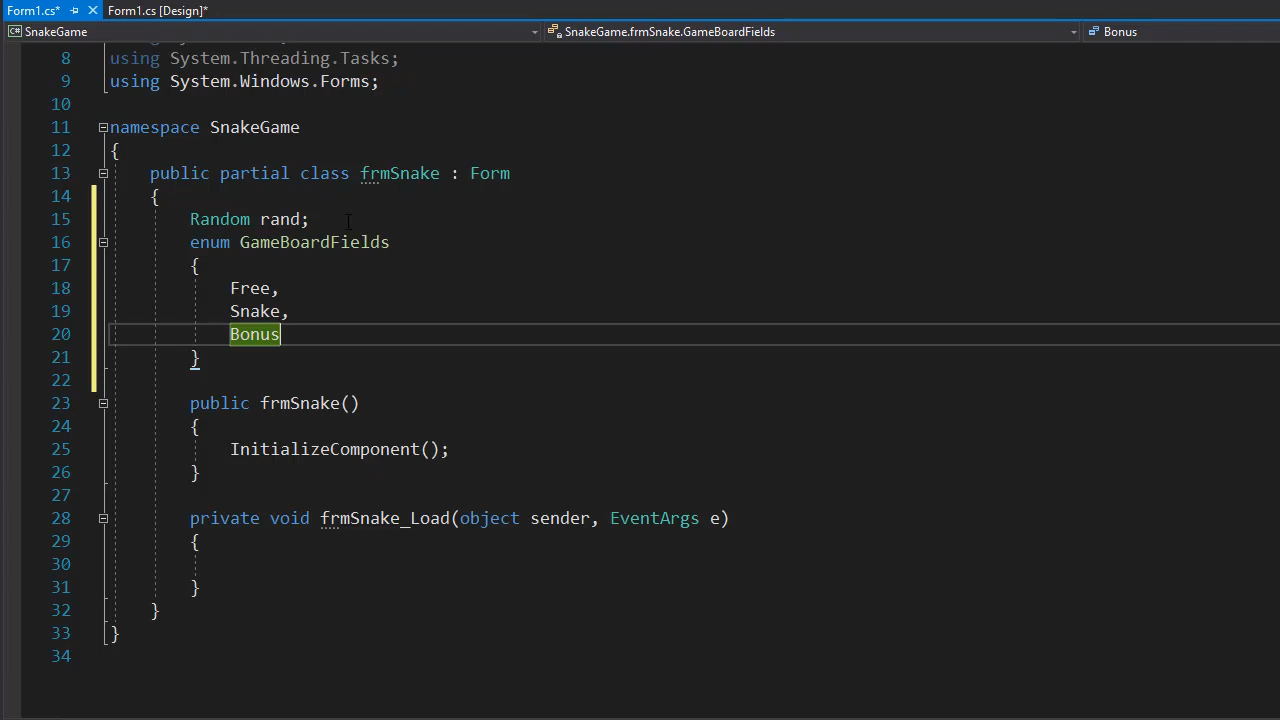 Form1.cs* Form1.cs [Design]*
SnakeGame SnakeGame.frmSnake.GameBoardFields Bonus
8 using System.Threading.Tasks;
9 using System.Windows.Forms;
10
11 namespace SnakeGame
12 {
13 public partial class frmSnake : Form
14 {
15 Random rand;
16 enum GameBoardFields
17 {
18 Free,
19 Snake,
20 Bonus
21 }
22
23 public frmSnake()
24 {
25 InitializeComponent();
26 }
27
28 private void frmSnake_Load(object sender, EventArgs e)
29 {
30
31 }
32 }
33 }
34